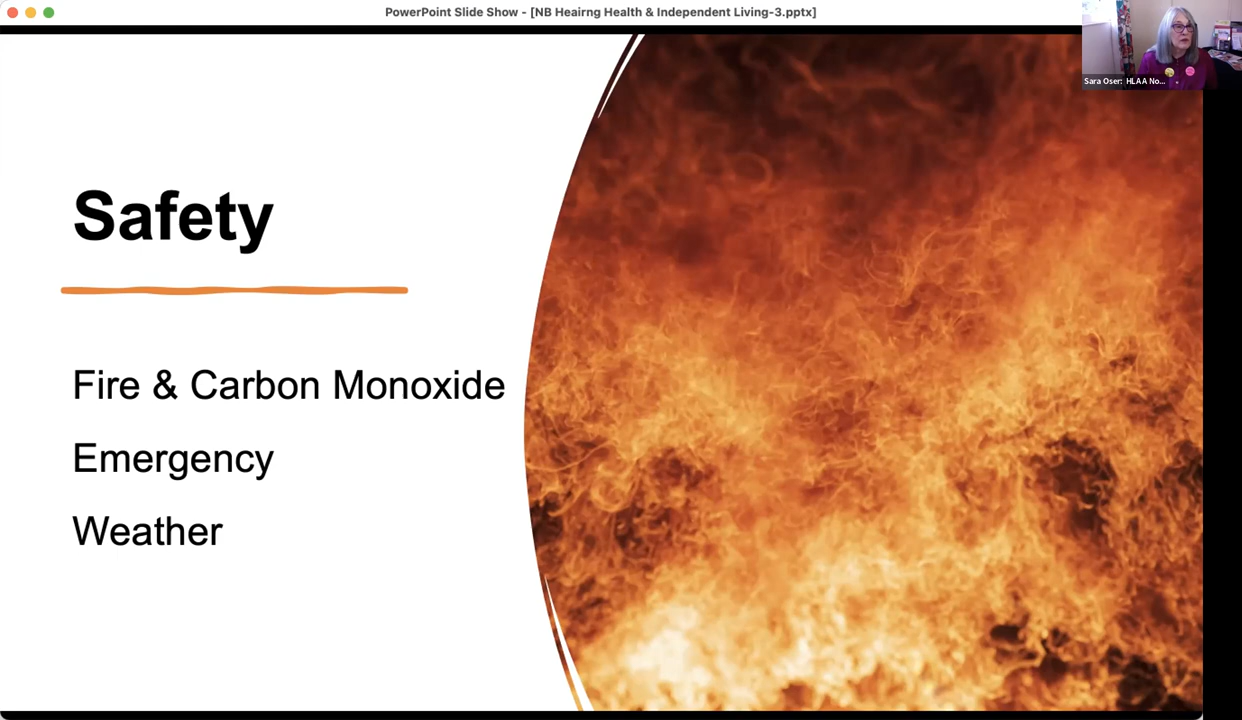 PowerPoint Slide Show - [NB Heairng Health & Independent Living-3.pptx]
Sara Oser: HLAA No...
Safety
Fire & Carbon Monoxide
Emergency
Weather